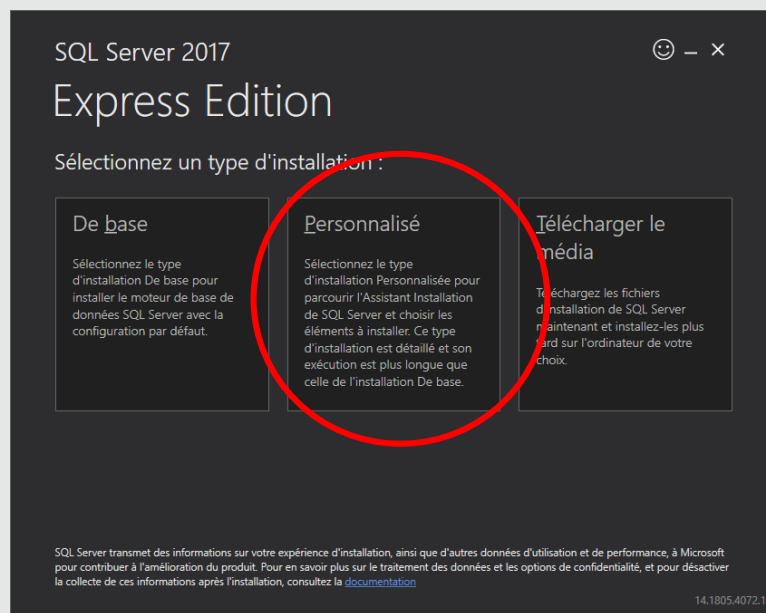 SQL Server 2017
Express Edition
Sélectionnez un type d'installation :
De base
Sélectionnez le type
d'installation De base pour
installer le moteur de base de
données SQL Server avec la
configuration par défaut.
Personnalisé
Sélectionnez le type
d'installation Personnalisée pour
parcourir l'Assistant Installation
de SQL Server et choisir les
éléments à installer. Ce type
d'installation est détaillé et son
exécution est plus longue que
celle de l'installation De base.
Télécharger le
média
Téléchargez les fichiers
d'installation de SQL Server
maintenant et installez-les plus
tard sur l'ordinateur de votre
choix.
SQL Server transmet des informations sur votre expérience d'installation, ainsi que d'autres données d'utilisation et de performance, à Microsoft
pour contribuer à l'amélioration du produit. Pour en savoir plus sur le traitement des données et les options de confidentialité, et pour désactiver
la collecte de ces informations après l'installation, consultez la documentation
14.1805.4072.1